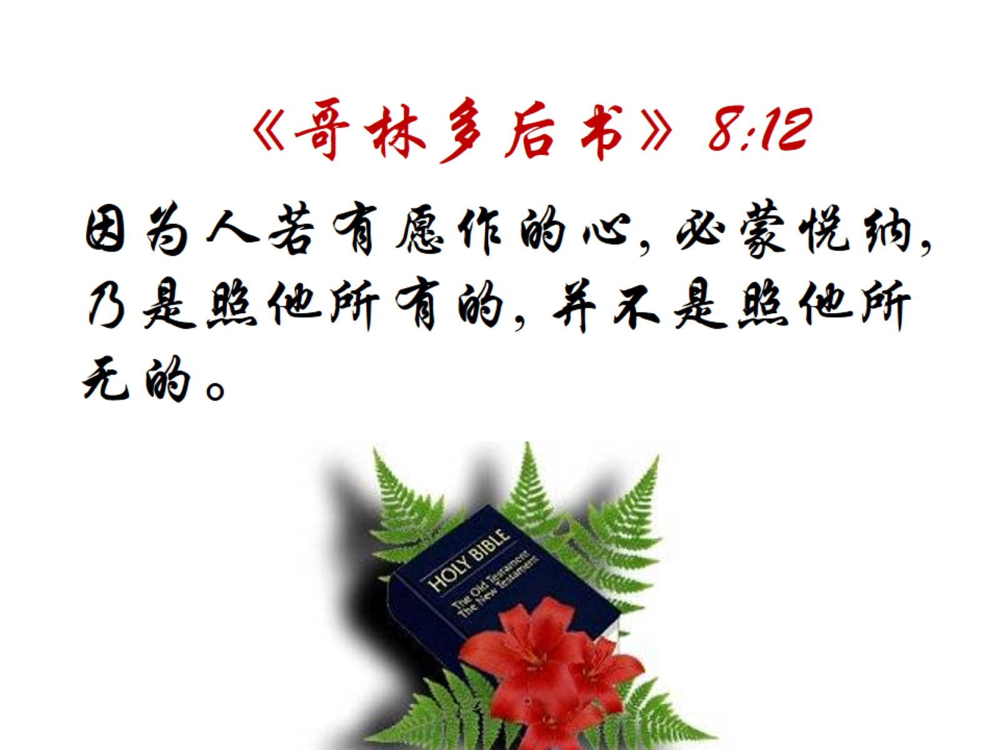 《哥林多后书》8:12
因为人若有愿作的心,必蒙悦纳,
乃是照他所有的,并不是照他所
无的。
HOLY BIBLE
The Old Testament
The New Testament